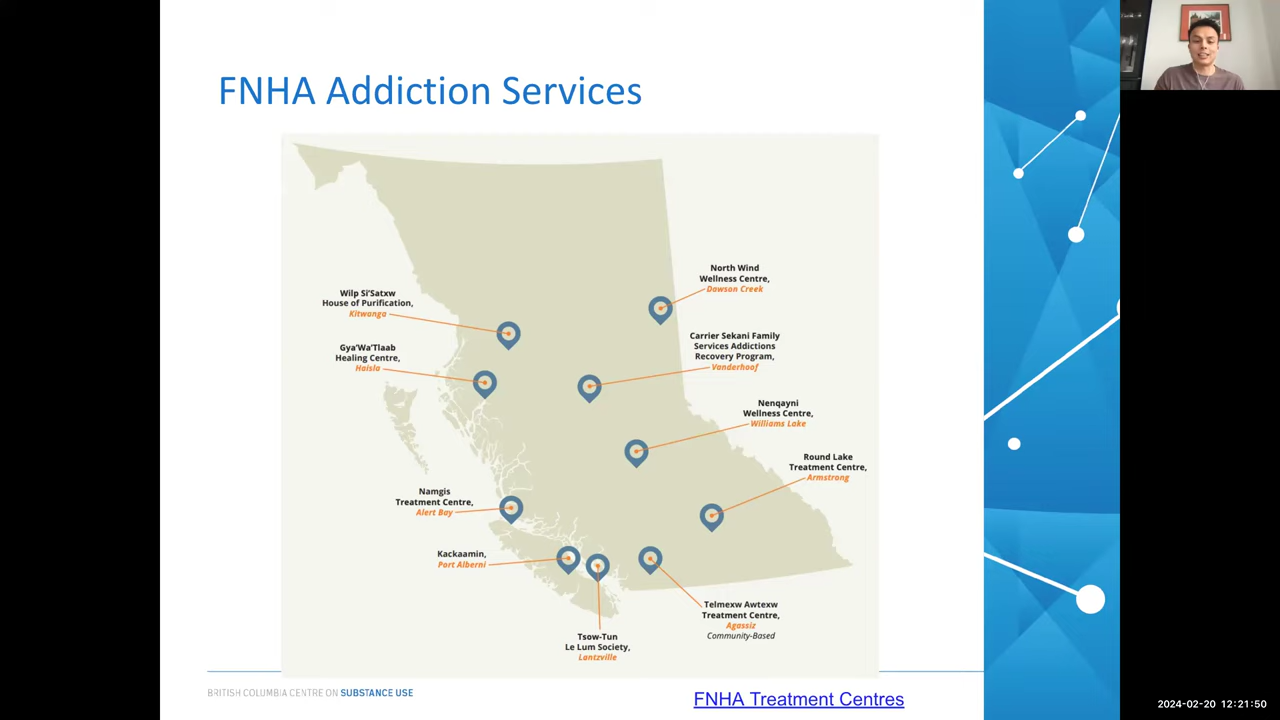 FNHA Addiction Services
North Wind
Wellness Centre,
Dawson Creek
Wilp Si'Satxw
House of Purification,
Kitwanga
Carrier Sekani Family
Services Addictions
Recovery Program,
Vanderhoof
Gya'Wa'Tlaab
Healing Centre,
Haisla
Nenqayni
Wellness Centre,
Williams Lake
Round Lake
Treatment Centre,
Armstrong
Namgis
Treatment Centre,
Alert Bay
Kackaamin,
Port Alberni
Telmexw Awtexw
Treatment Centre,
Agassiz
Community-Based
Tsow-Tun
Le Lum Society,
Lantzville
BRITISH COLUMBIA CENTRE ON SUBSTANCE USE
FNHA Treatment Centres
2024-02-20 12:21:50